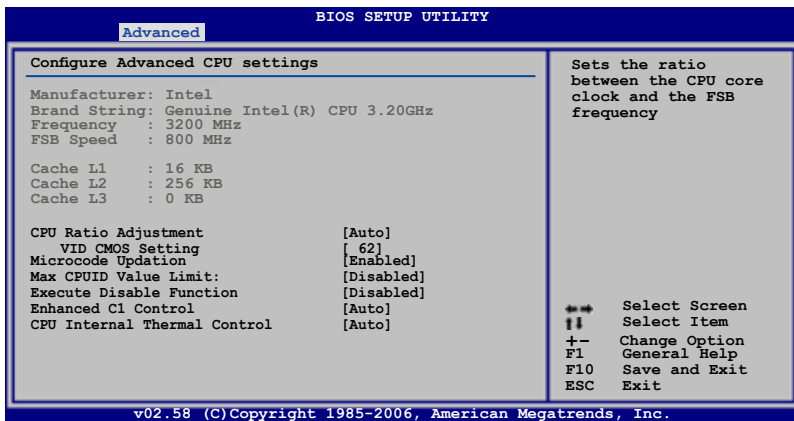 BIOS SETUP UTILITY
Advanced
Configure Advanced CPU settings
Manufacturer: Intel
Brand String: Genuine Intel(R) CPU 3.20GHz
Frequency : 3200 MHz
FSB Speed : 800 MHz
Cache L1 : 16 KB
Cache L2 : 256 KB
Cache L3 : 0 KB
CPU Ratio Adjustment [Auto]
VID CMOS Setting [ 62]
Microcode Updation [Enabled]
Max CPUID Value Limit: [Disabled]
Execute Disable Function [Disabled]
Enhanced C1 Control [Auto]
CPU Internal Thermal Control [Auto]
Sets the ratio
between the CPU core
clock and the FSB
frequency
←→ Select Screen
↑↓ Select Item
+- Change Option
F1 General Help
F10 Save and Exit
ESC Exit
v02.58 (C)Copyright 1985-2006, American Megatrends, Inc.